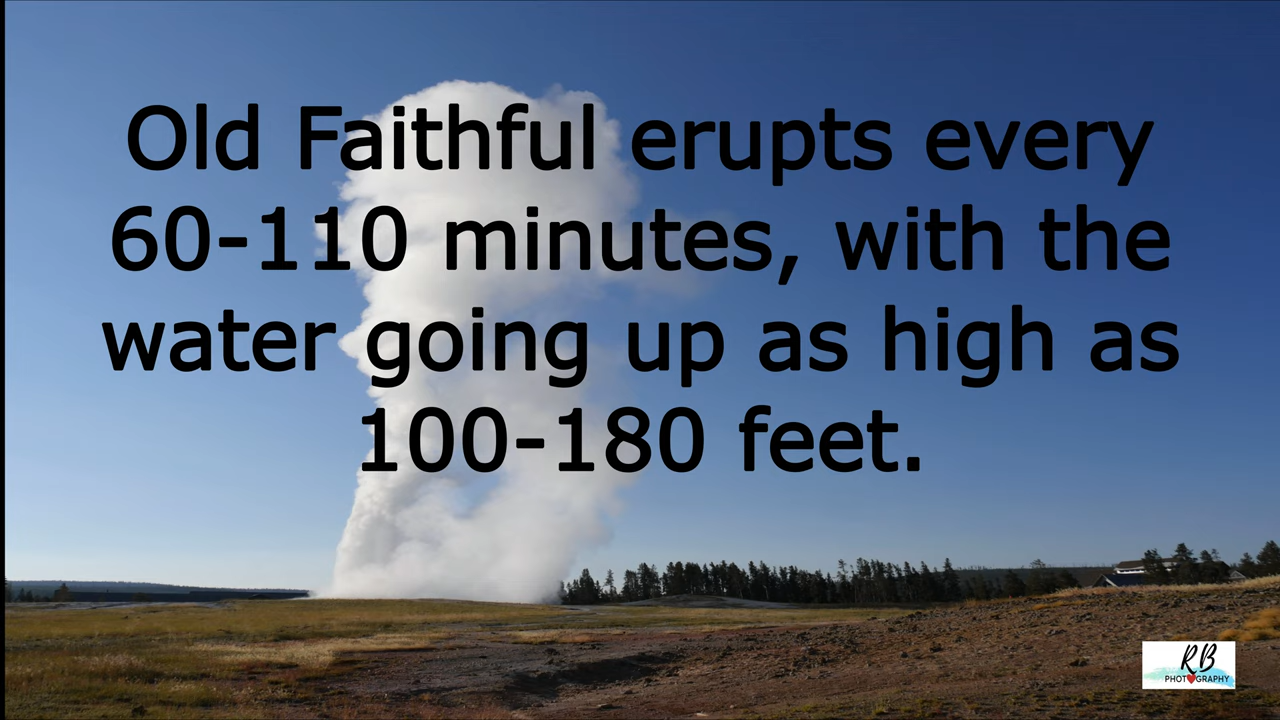 Old Faithful erupts every
60-110 minutes, with the
water going up as high as
100-180 feet.
RB
PHOTOGRAPHY